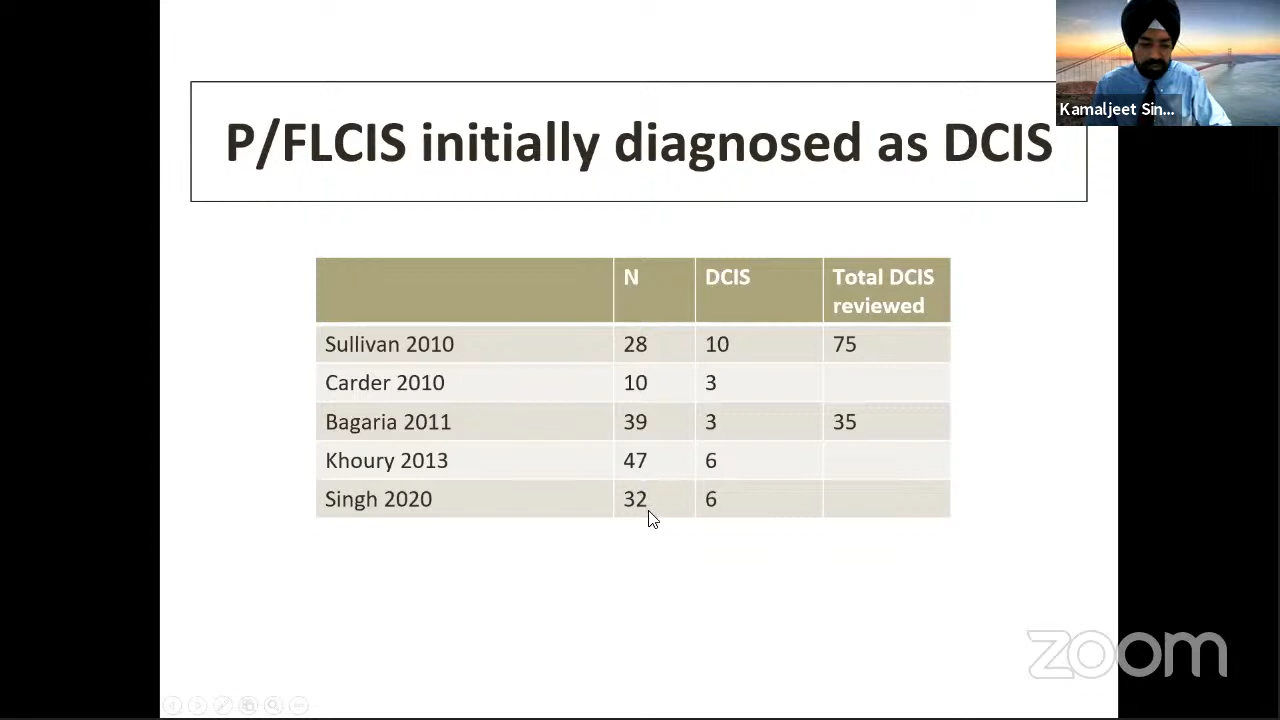 Kamaljeet Sin...
P/FLCIS initially diagnosed as DCIS
N DCIS Total DCIS reviewed
Sullivan 2010 28 10 75
Carder 2010 10 3
Bagaria 2011 39 3 35
Khoury 2013 47 6
Singh 2020 32 6
zoom